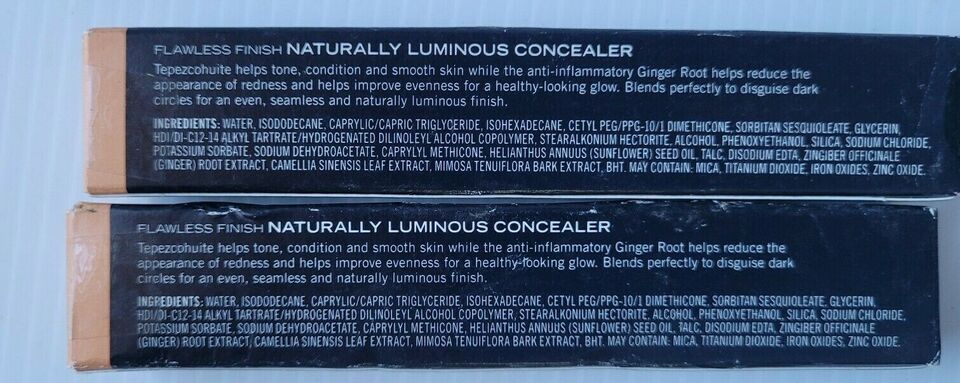 FLAWLESS FINISH NATURALLY LUMINOUS CONCEALER
Tepezcohuite helps tone, condition and smooth skin while the anti-inflammatory Ginger Root helps reduce the
appearance of redness and helps improve evenness for a healthy-looking glow. Blends perfectly to disguise dark
circles for an even, seamless and naturally luminous finish.
INGREDIENTS: WATER, ISODODECANE, CAPRYLIC/CAPRIC TRIGLYCERIDE, ISOHEXADECANE, CETYL PEG/PPG-10/1 DIMETHICONE, SORBITAN SESQUIOLEATE, GLYCERIN,
HDI/DI-C12-14 ALKYL TARTRATE/HYDROGENATED DILINOLEYL ALCOHOL COPOLYMER, STEARALKONIUM HECTORITE, ALCOHOL, PHENOXYETHANOL, SILICA, SODIUM CHLORIDE,
POTASSIUM SORBATE, SODIUM DEHYDROACETATE, CAPRYLYL METHICONE, HELIANTHUS ANNUUS (SUNFLOWER) SEED OIL, TALC, DISODIUM EDTA, ZINGIBER OFFICINALE
(GINGER) ROOT EXTRACT, CAMELLIA SINENSIS LEAF EXTRACT, MIMOSA TENUIFLORA BARK EXTRACT, BHT. MAY CONTAIN: MICA, TITANIUM DIOXIDE, IRON OXIDES, ZINC OXIDE.
FLAWLESS FINISH NATURALLY LUMINOUS CONCEALER
Tepezcohuite helps tone, condition and smooth skin while the anti-inflammatory Ginger Root helps reduce the
appearance of redness and helps improve evenness for a healthy-looking glow. Blends perfectly to disguise dark
circles for an even, seamless and naturally luminous finish.
INGREDIENTS: WATER, ISODODECANE, CAPRYLIC/CAPRIC TRIGLYCERIDE, ISOHEXADECANE, CETYL PEG/PPG-10/1 DIMETHICONE, SORBITAN SESQUIOLEATE, GLYCERIN,
HDI/DI-C12-14 ALKYL TARTRATE/HYDROGENATED DILINOLEYL ALCOHOL COPOLYMER, STEARALKONIUM HECTORITE, ALCOHOL, PHENOXYETHANOL, SILICA, SODIUM CHLORIDE,
POTASSIUM SORBATE, SODIUM DEHYDROACETATE, CAPRYLYL METHICONE, HELIANTHUS ANNUUS (SUNFLOWER) SEED OIL, TALC, DISODIUM EDTA, ZINGIBER OFFICINALE
(GINGER) ROOT EXTRACT, CAMELLIA SINENSIS LEAF EXTRACT, MIMOSA TENUIFLORA BARK EXTRACT, BHT. MAY CONTAIN: MICA, TITANIUM DIOXIDE, IRON OXIDES, ZINC OXIDE.